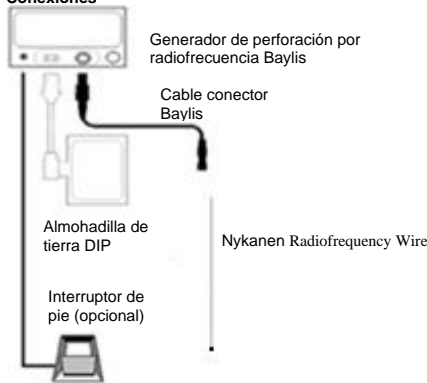 Conexiones
Generador de perforación por
radiofrecuencia Baylis
Cable conector
Baylis
Almohadilla de
tierra DIP
Nykanen Radiofrequency Wire
Interruptor de
pie (opcional)